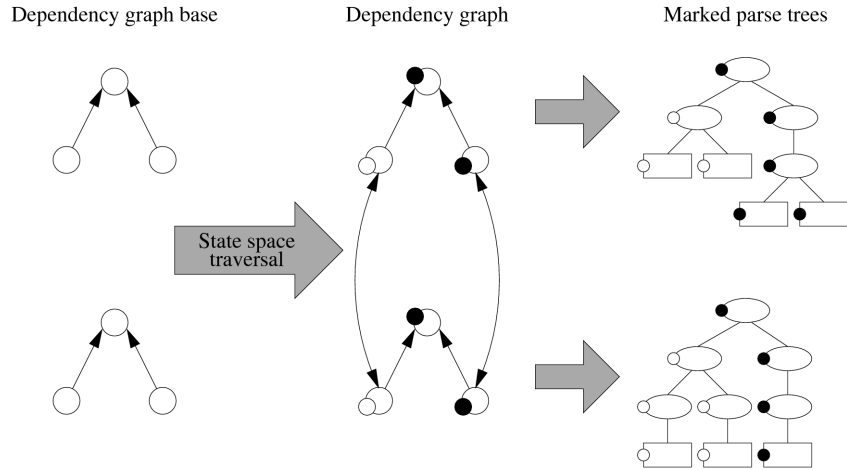 Dependency graph base
Dependency graph
Marked parse trees
State space
traversal